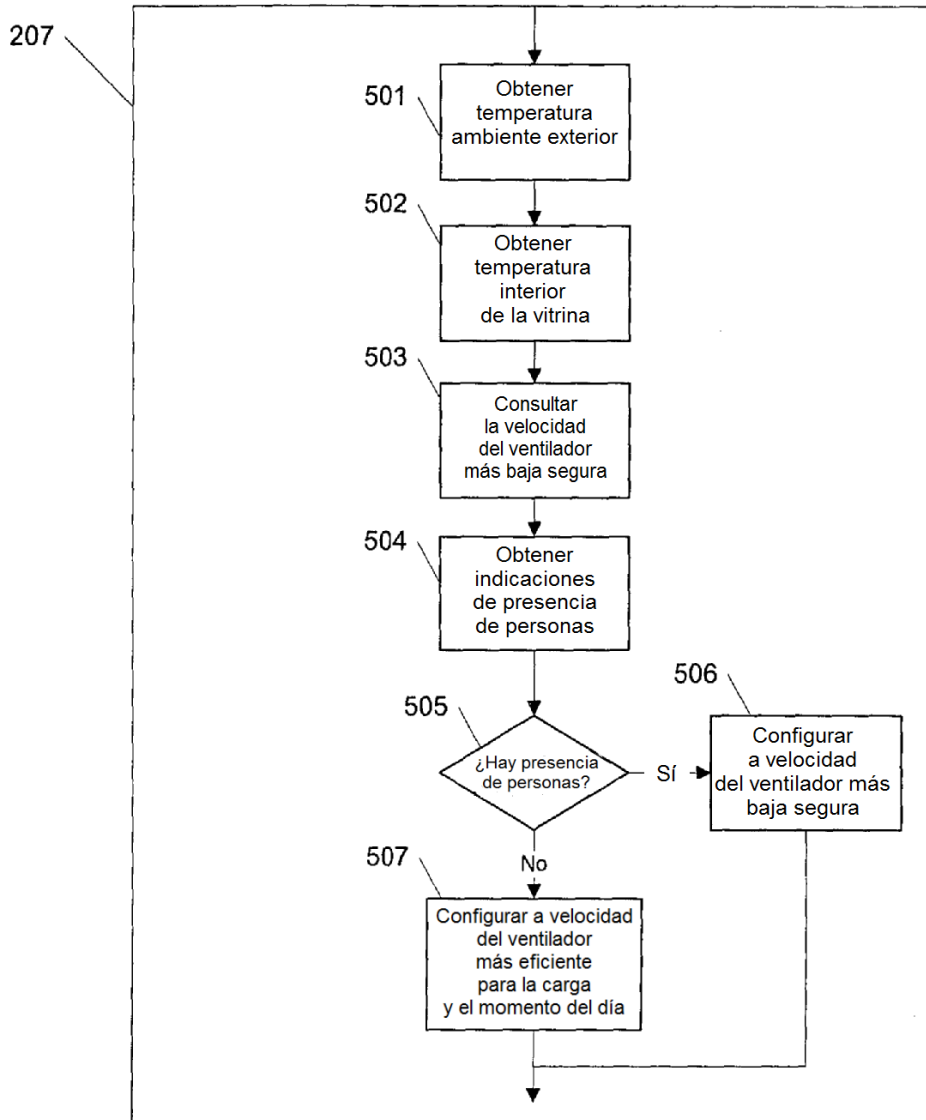 207
501
Obtener
temperatura
ambiente exterior
502
Obtener
temperatura
interior
de la vitrina
503
Consultar
la velocidad
del ventilador
más baja segura
504
Obtener
indicaciones
de presencia
de personas
505
¿Hay presencia
de personas?
Sí
506
Configurar
a velocidad
del ventilador más
baja segura
No
507
Configurar a velocidad
del ventilador
más eficiente
para la carga
y el momento del día